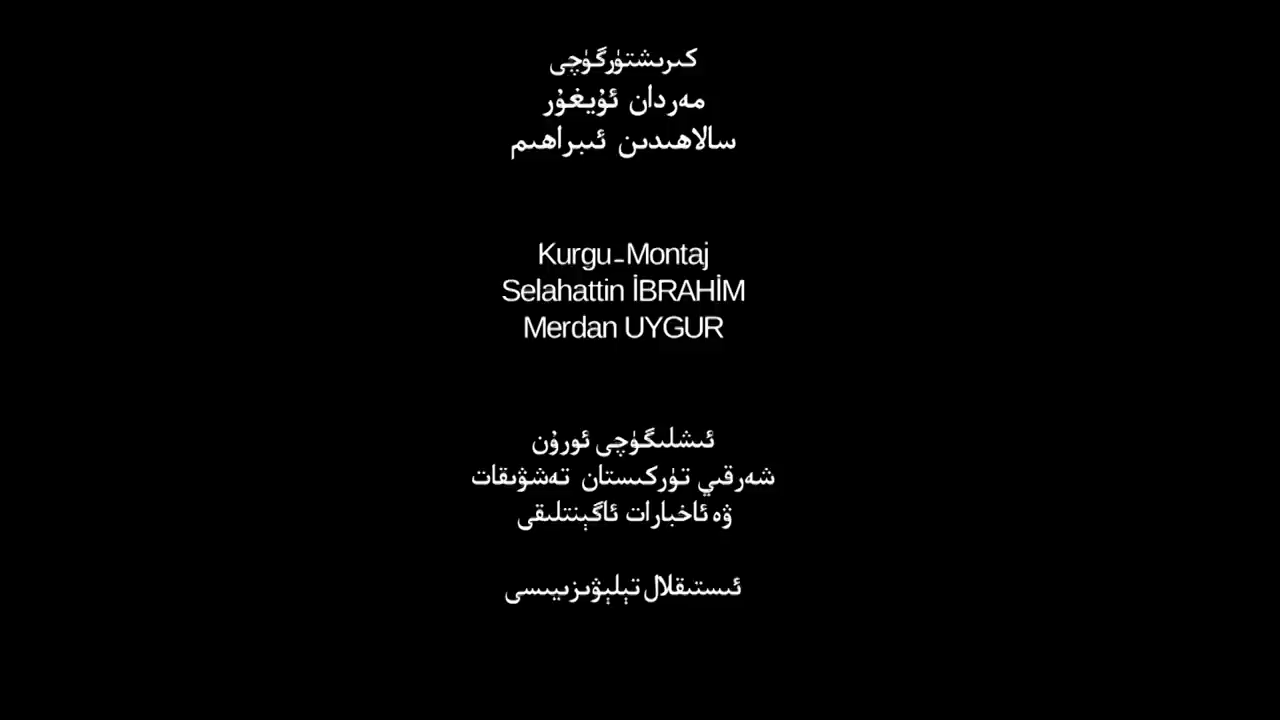 كىرىشتۈرگۈچى
مەردان ئۇيغۇر
سالاھىدىن ئىبراھىم
Kurgu-Montaj
Selahattin İBRAHİM
Merdan UYGUR
ئىشلىگۈچى ئورۇن
شەرقىي تۈركىستان تەشۋىقات
ۋە ئاخبارات ئاگېنتلىقى
ئىستىقلال تېلېۋىزىيىسى